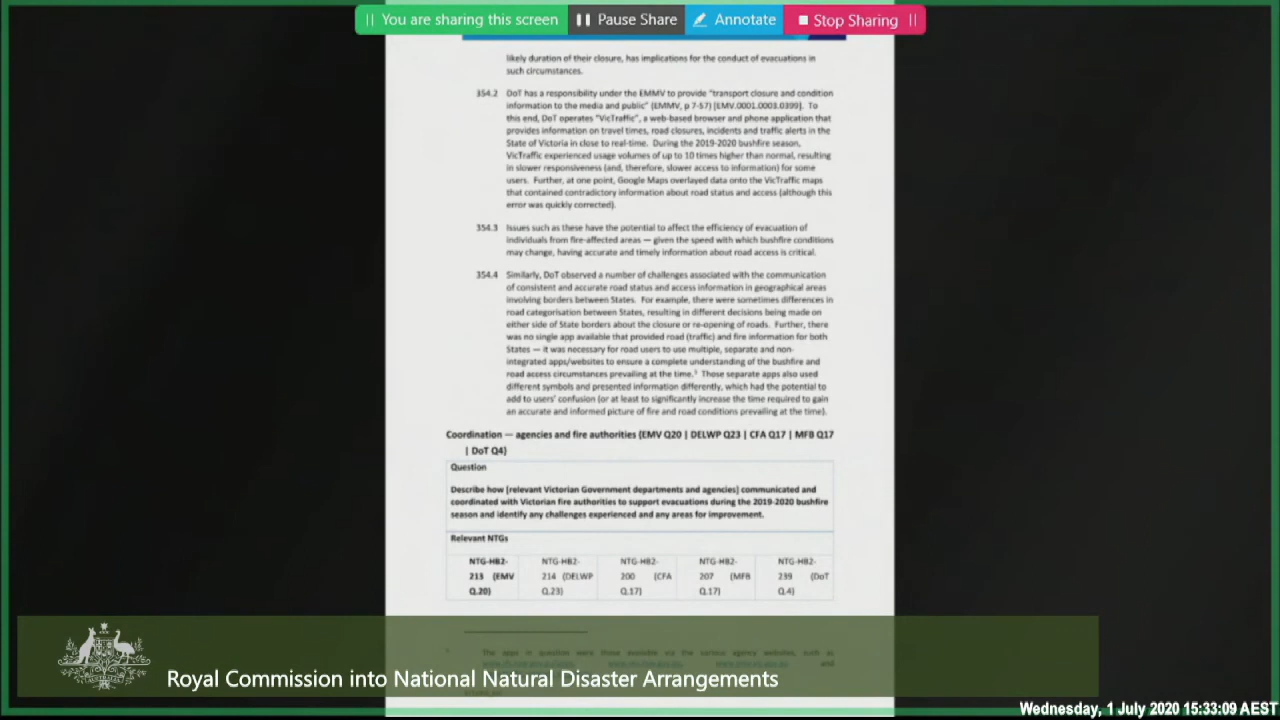 You are sharing this screen
Pause Share
Annotate
Stop Sharing
likely duration of their closure, has implications for the conduct of evacuations in
such circumstances.
354.2 DoT has a responsibility under the EMMV to provide "transport closure and condition
information to the media and public" (EMMV, p 7-57) [EMV.0001.0003.0399]. To
this end, DoT operates "VicTraffic", a web-based browser and phone application that
provides information on travel times, road closures, incidents and traffic alerts in the
State of Victoria in close to real-time. During the 2019-2020 bushfire season,
VicTraffic experienced usage volumes of up to 10 times higher than normal, resulting
in slower responsiveness (and, therefore, slower access to information) for some
users. Further, at one point, Google Maps overlayed data onto the VicTraffic maps
that contained contradictory information about road status and access (although this
error was quickly corrected).
354.3 Issues such as these have the potential to affect the efficiency of evacuation of
individuals from fire-affected areas — given the speed with which bushfire conditions
may change, having accurate and timely information about road access is critical.
354.4 Similarly, DoT observed a number of challenges associated with the communication
of consistent and accurate road status and access information in geographical areas
involving borders between States. For example, there were sometimes differences in
road categorisation between States, resulting in different decisions being made on
either side of State borders about the closure or re-opening of roads. Further, there
was no single app available that provided road (traffic) and fire information for both
States — it was necessary for road users to use multiple, separate and non-
integrated apps/websites to ensure a complete understanding of the bushfire and
road access circumstances prevailing at the time.⁵ Those separate apps also used
different symbols and presented information differently, which had the potential to
add to users' confusion (or at least to significantly increase the time required to gain
an accurate and informed picture of fire and road conditions prevailing at the time).
Coordination — agencies and fire authorities (EMV Q20 | DELWP Q23 | CFA Q17 | MFB Q17
| DoT Q4)
Question
Describe how [relevant Victorian Government departments and agencies] communicated and
coordinated with Victorian fire authorities to support evacuations during the 2019-2020 bushfire
season and identify any challenges experienced and any areas for improvement.
Relevant NTGs
NTG-HB2- NTG-HB2- NTG-HB2- NTG-HB2- NTG-HB2-
213 (EMV 214 (DELWP 200 (CFA 207 (MFB 239 (DoT
Q.20) Q.23) Q.17) Q.17) Q.4)
The apps in question were those available via the various agency websites, such as
and
Royal Commission into National Natural Disaster Arrangements
Wednesday, 1 July 2020 15:33:09 AEST